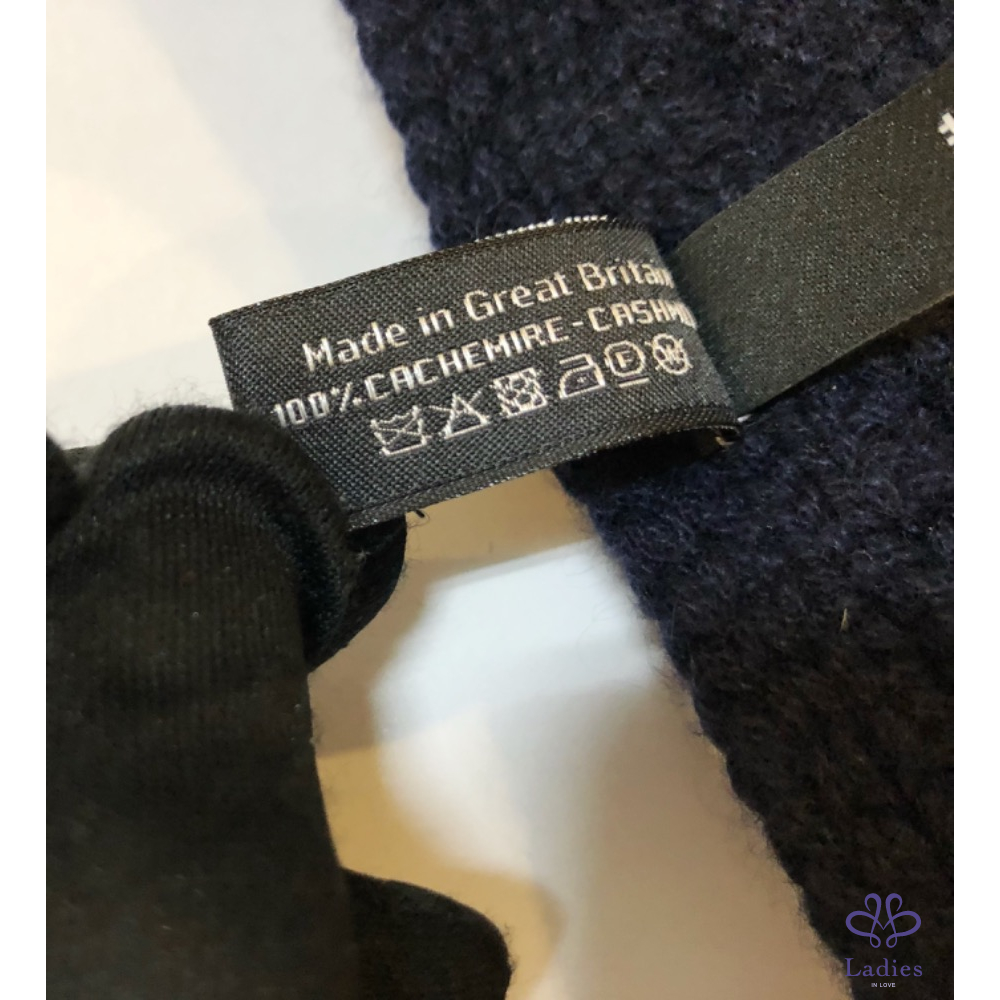 Made in Great Britain
100% CACHEMIRE-CASHM
Ladies
IN LOVE